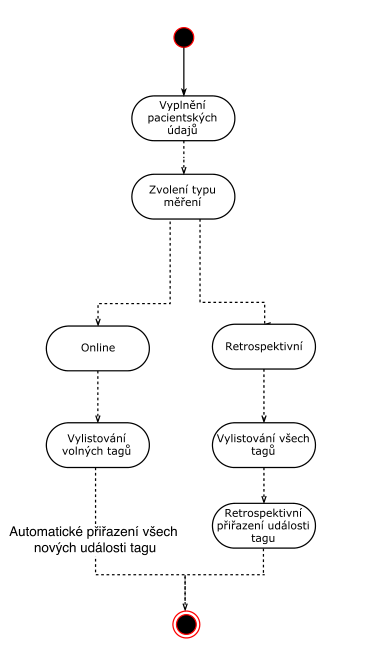 Vyplnění
pacientských
údajů
Zvolení typu
měření
Online
Retrospektivní
Vylistování
volných tagů
Vylistování všech
tagů
Retrospektivní
přiřazení události
tagu
Automatické přiřazení všech
nových události tagu